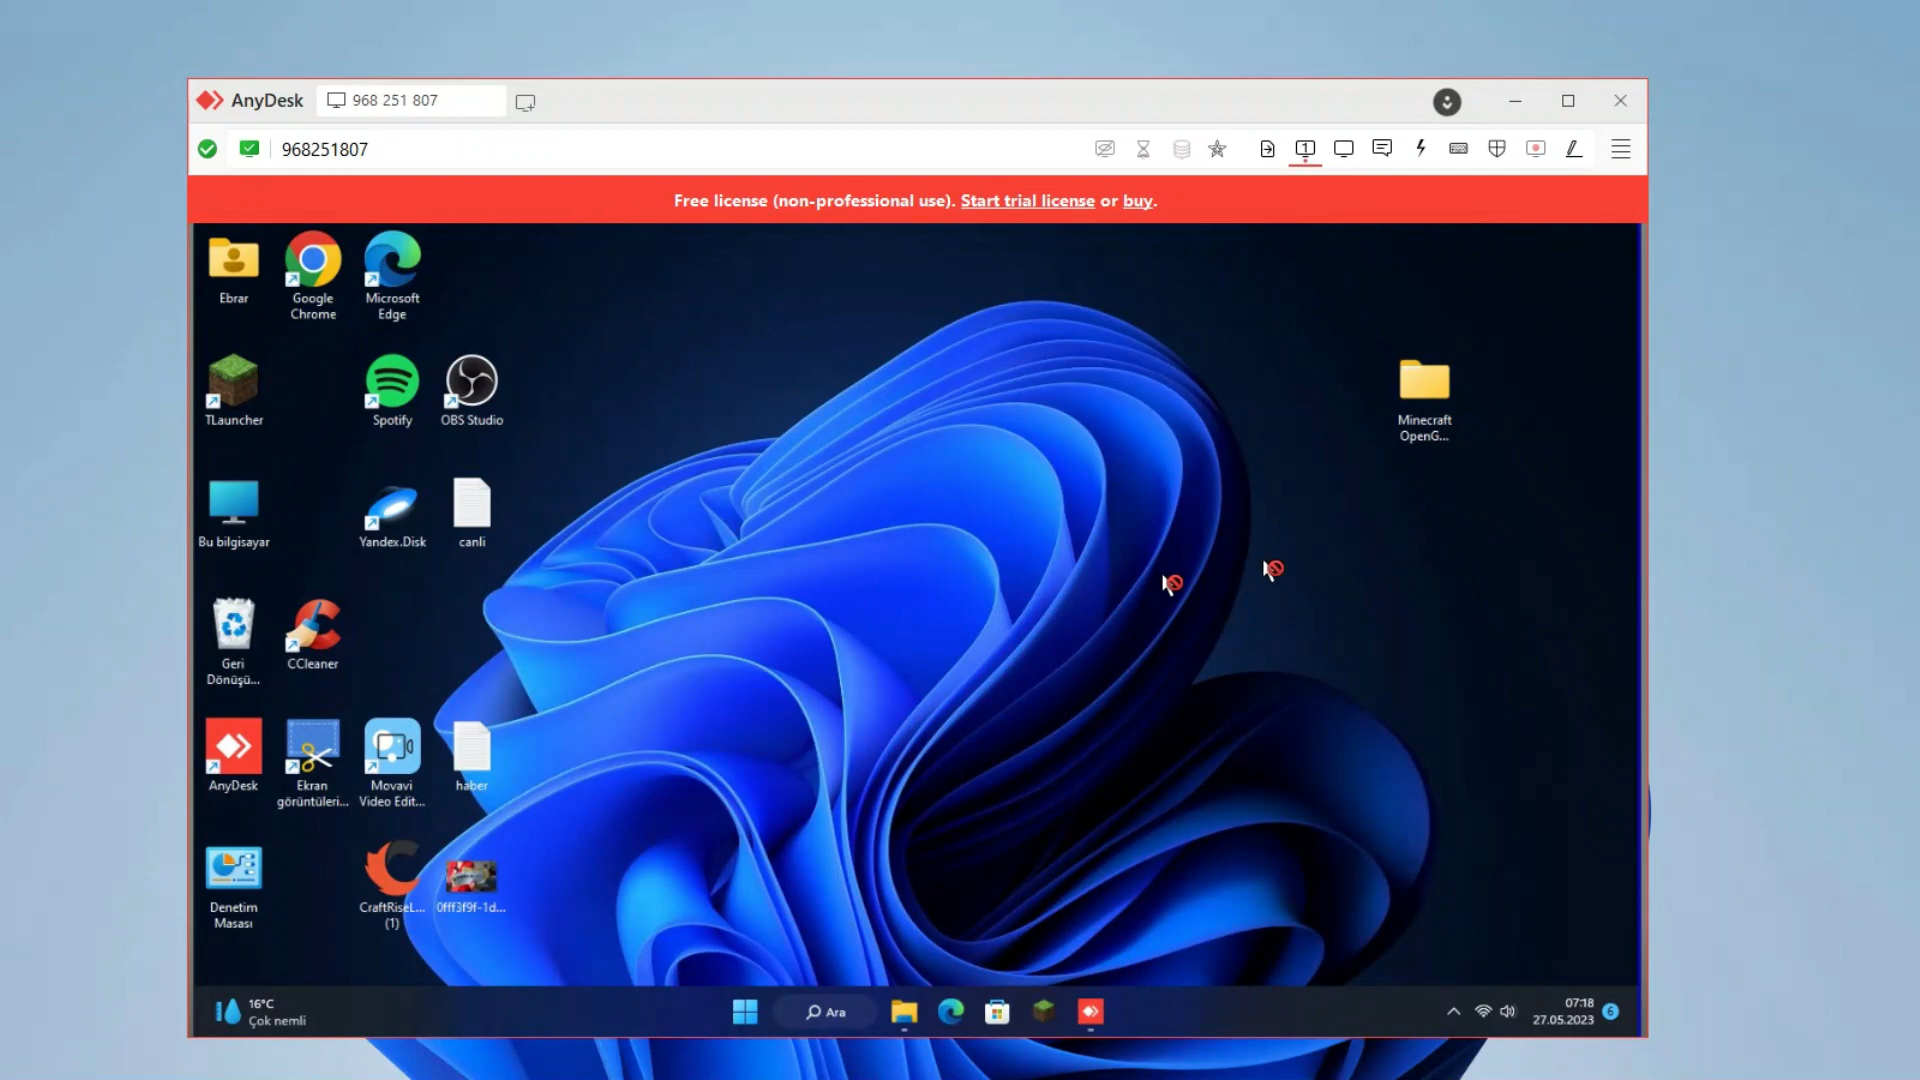 AnyDesk
968 251 807
968251807
1
Free license (non-professional use). Start trial license or buy.
Ebrar
Google
Chrome
Microsoft
Edge
TLauncher
Spotify
OBS Studio
Minecraft
OpenG...
Bu bilgisayar
Yandex.Disk
canli
Geri
Dönüşü...
CCleaner
AnyDesk
Ekran
görüntüleri...
Movavi
Video Edit...
haber
Denetim
Masası
CraftRiseL...
(1)
0fff3f9f-1d...
16°C
Çok nemli
Ara
07:18
27.05.2023
6